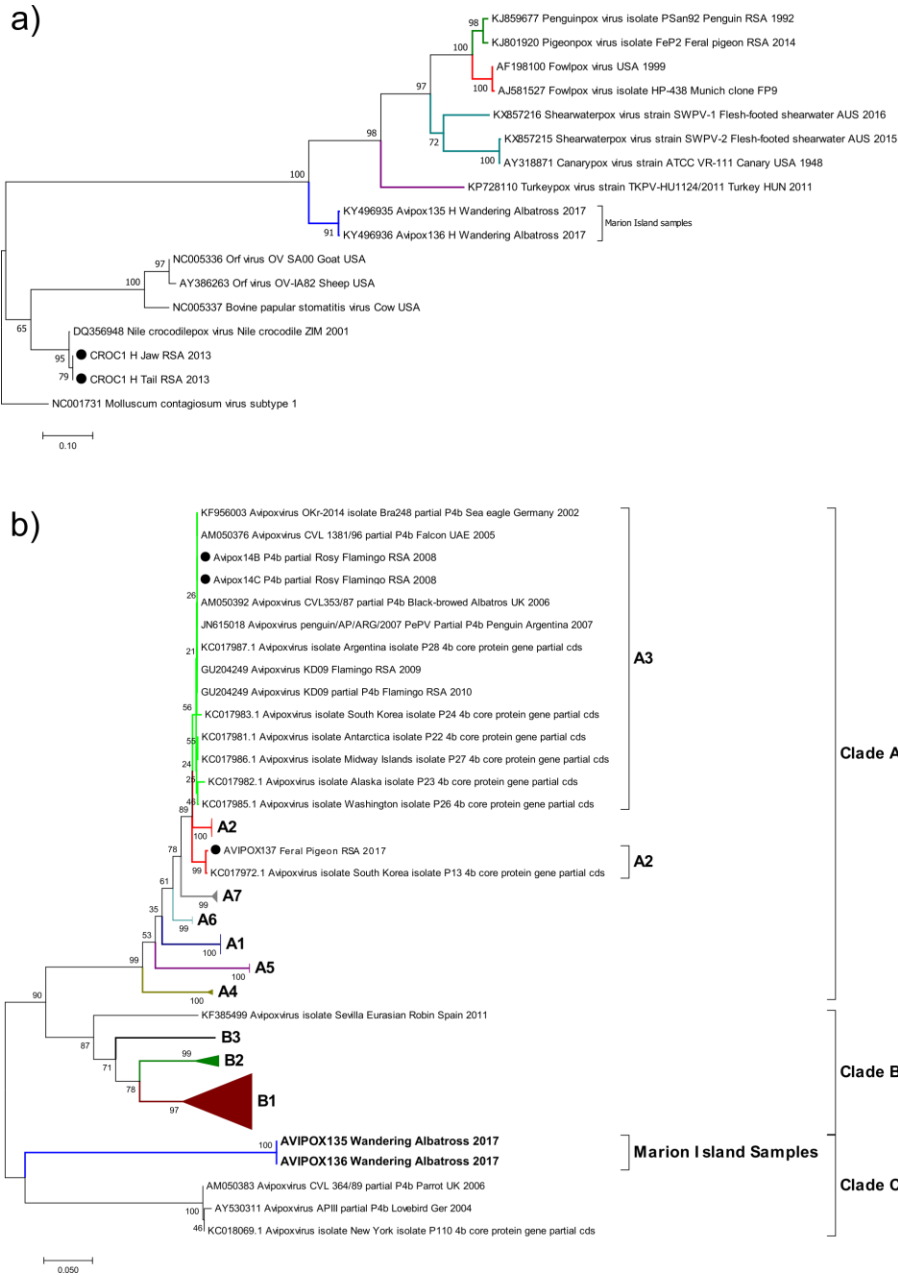 a)
KJ859677 Penguinpox virus isolate PSan92 Penguin RSA 1992
98
KJ801920 Pigeonpox virus isolate FeP2 Feral pigeon RSA 2014
100
AF198100 Fowlpox virus USA 1999
100
AJ581527 Fowlpox virus isolate HP-438 Munich clone FP9
97
KX857216 Shearwaterpox virus strain SWPV-1 Flesh-footed shearwater AUS 2016
72
KX857215 Shearwaterpox virus strain SWPV-2 Flesh-footed shearwater AUS 2015
98
100
AY318871 Canarypox virus strain ATCC VR-111 Canary USA 1948
100
KP728110 Turkeypox virus strain TKPV-HU1124/2011 Turkey HUN 2011
KY496935 Avipox135 H Wandering Albatross 2017
Marion Island samples
91
KY496936 Avipox136 H Wandering Albatross 2017
NC005336 Orf virus OV SA00 Goat USA
97
100
AY386263 Orf virus OV-IA82 Sheep USA
NC005337 Bovine papular stomatitis virus Cow USA
65
DQ356948 Nile crocodilepox virus Nile crocodile ZIM 2001
95
CROC1 H Jaw RSA 2013
79
CROC1 H Tail RSA 2013
NC001731 Molluscum contagiosum virus subtype 1
0.10
b)
KF956003 Avipoxvirus OKr-2014 isolate Bra248 partial P4b Sea eagle Germany 2002
AM050376 Avipoxvirus CVL 1381/96 partial P4b Falcon UAE 2005
Avipox14B P4b partial Rosy Flamingo RSA 2008
Avipox14C P4b partial Rosy Flamingo RSA 2008
26
AM050392 Avipoxvirus CVL353/87 partial P4b Black-browed Albatros UK 2006
JN615018 Avipoxvirus penguin/AP/ARG/2007 PePV Partial P4b Penguin Argentina 2007
21
KC017987.1 Avipoxvirus isolate Argentina isolate P28 4b core protein gene partial cds
A3
GU204249 Avipoxvirus KD09 Flamingo RSA 2009
GU204249 Avipoxvirus KD09 partial P4b Flamingo RSA 2010
56
KC017983.1 Avipoxvirus isolate South Korea isolate P24 4b core protein gene partial cds
55
KC017981.1 Avipoxvirus isolate Antarctica isolate P22 4b core protein gene partial cds
Clade A
24
KC017986.1 Avipoxvirus isolate Midway Islands isolate P27 4b core protein gene partial cds
25
KC017982.1 Avipoxvirus isolate Alaska isolate P23 4b core protein gene partial cds
46
KC017985.1 Avipoxvirus isolate Washington isolate P26 4b core protein gene partial cds
89
A2
100
AVIPOX137 Feral Pigeon RSA 2017
A2
78
99
KC017972.1 Avipoxvirus isolate South Korea isolate P13 4b core protein gene partial cds
61
A7
99
35
A6
99
53
A1
100
99
A5
100
A4
100
90
KF385499 Avipoxvirus isolate Sevilla Eurasian Robin Spain 2011
87
B3
71
99
B2
Clade B
78
97
B1
100
AVIPOX135 Wandering Albatross 2017
Marion Island Samples
AVIPOX136 Wandering Albatross 2017
Clade C
AM050383 Avipoxvirus CVL 364/89 partial P4b Parrot UK 2006
100
AY530311 Avipoxvirus APIII partial P4b Lovebird Ger 2004
46
KC018069.1 Avipoxvirus isolate New York isolate P110 4b core protein gene partial cds
0.050